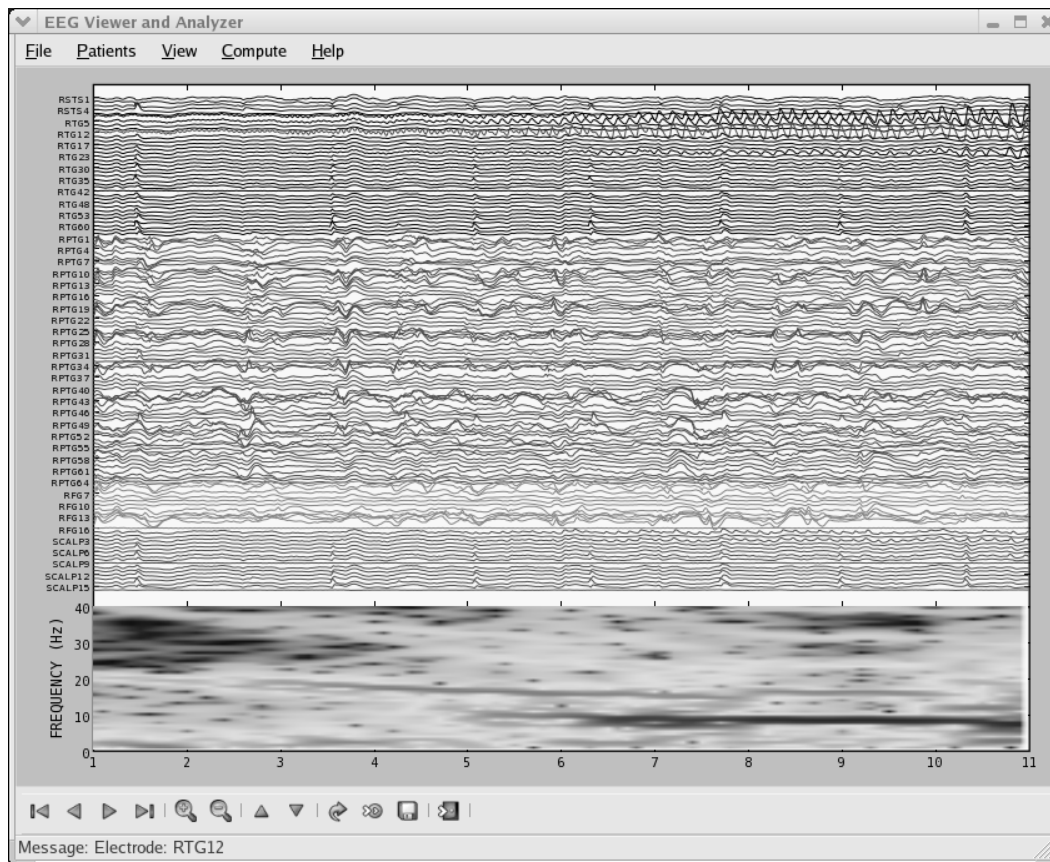 EEG Viewer and Analyzer
File Patients View Compute Help
RSTS1
RSTS4
RTG5
RTG12
RTG17
RTG23
RTG30
RTG35
RTG42
RTG48
RTG53
RTG60
RPTG1
RPTG4
RPTG7
RPTG10
RPTG13
RPTG16
RPTG19
RPTG22
RPTG25
RPTG28
RPTG31
RPTG34
RPTG37
RPTG40
RPTG43
RPTG46
RPTG49
RPTG52
RPTG55
RPTG58
RPTG61
RPTG64
RFG7
RFG10
RFG13
RFG16
SCALP3
SCALP6
SCALP9
SCALP12
SCALP15
FREQUENCY (Hz)
40
30
20
10
0
1 2 3 4 5 6 7 8 9 10 11
Message: Electrode: RTG12